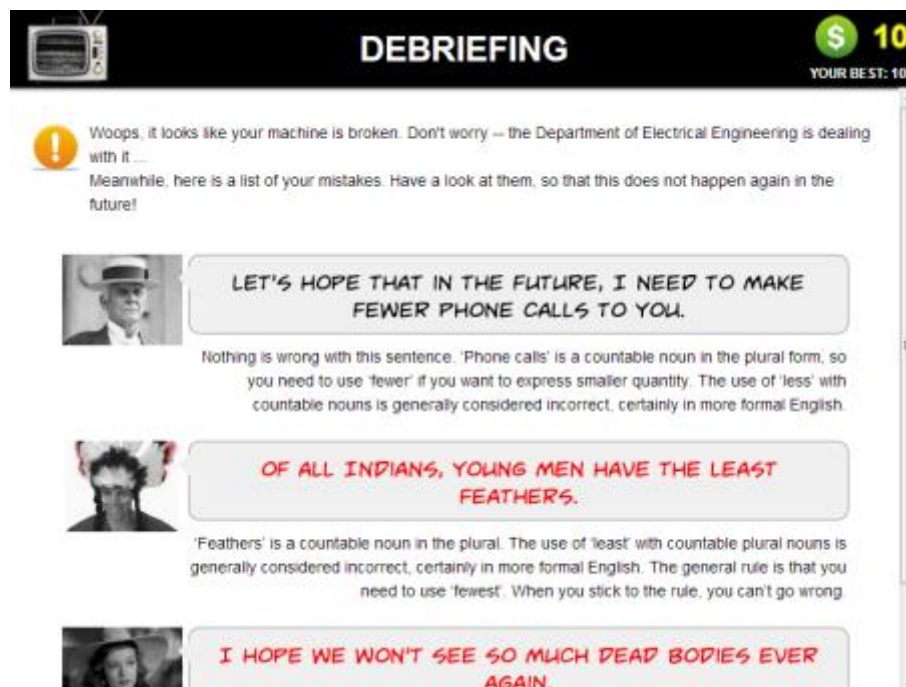 DEBRIEFING
$ 10
YOUR BEST: 10
Woops, it looks like your machine is broken. Don't worry -- the Department of Electrical Engineering is dealing
with it ...
Meanwhile, here is a list of your mistakes. Have a look at them, so that this does not happen again in the
future!
LET'S HOPE THAT IN THE FUTURE, I NEED TO MAKE
FEWER PHONE CALLS TO YOU.
Nothing is wrong with this sentence. 'Phone calls' is a countable noun in the plural form, so
you need to use 'fewer' if you want to express smaller quantity. The use of 'less' with
countable nouns is generally considered incorrect, certainly in more formal English.
OF ALL INDIANS, YOUNG MEN HAVE THE LEAST
FEATHERS.
'Feathers' is a countable noun in the plural. The use of 'least' with countable plural nouns is
generally considered incorrect, certainly in more formal English. The general rule is that you
need to use 'fewest'. When you stick to the rule, you can't go wrong.
I HOPE WE WON'T SEE SO MUCH DEAD BODIES EVER
AGAIN.